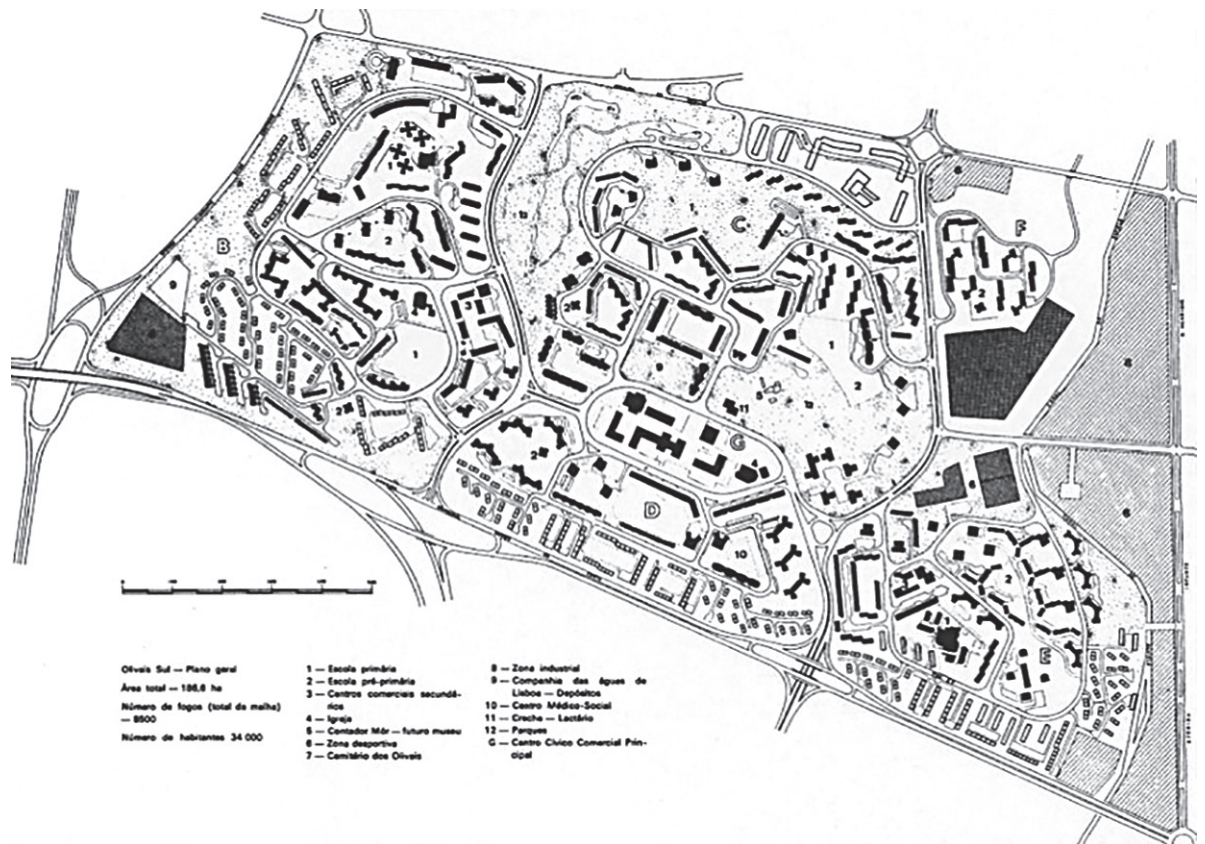 B
C
F
G
D
E
1
2
3
10
11
12
8
6
Olivais Sul — Plano geral
Área total — 186,6 ha
Número de fogos (total da malha)
— 8500
Número de habitantes 34 000
1 — Escola primária
2 — Escola pré-primária
3 — Centros comerciais secundá-
rios
4 — Igreja
5 — Contador Mór — futuro museu
6 — Zona desportiva
7 — Cemitério dos Olivais
8 — Zona industrial
9 — Companhia das águas de
Lisboa — Depósitos
10 — Centro Médico-Social
11 — Creche — Lactário
12 — Parques
G — Centro Cívico Comercial Prin-
cipal